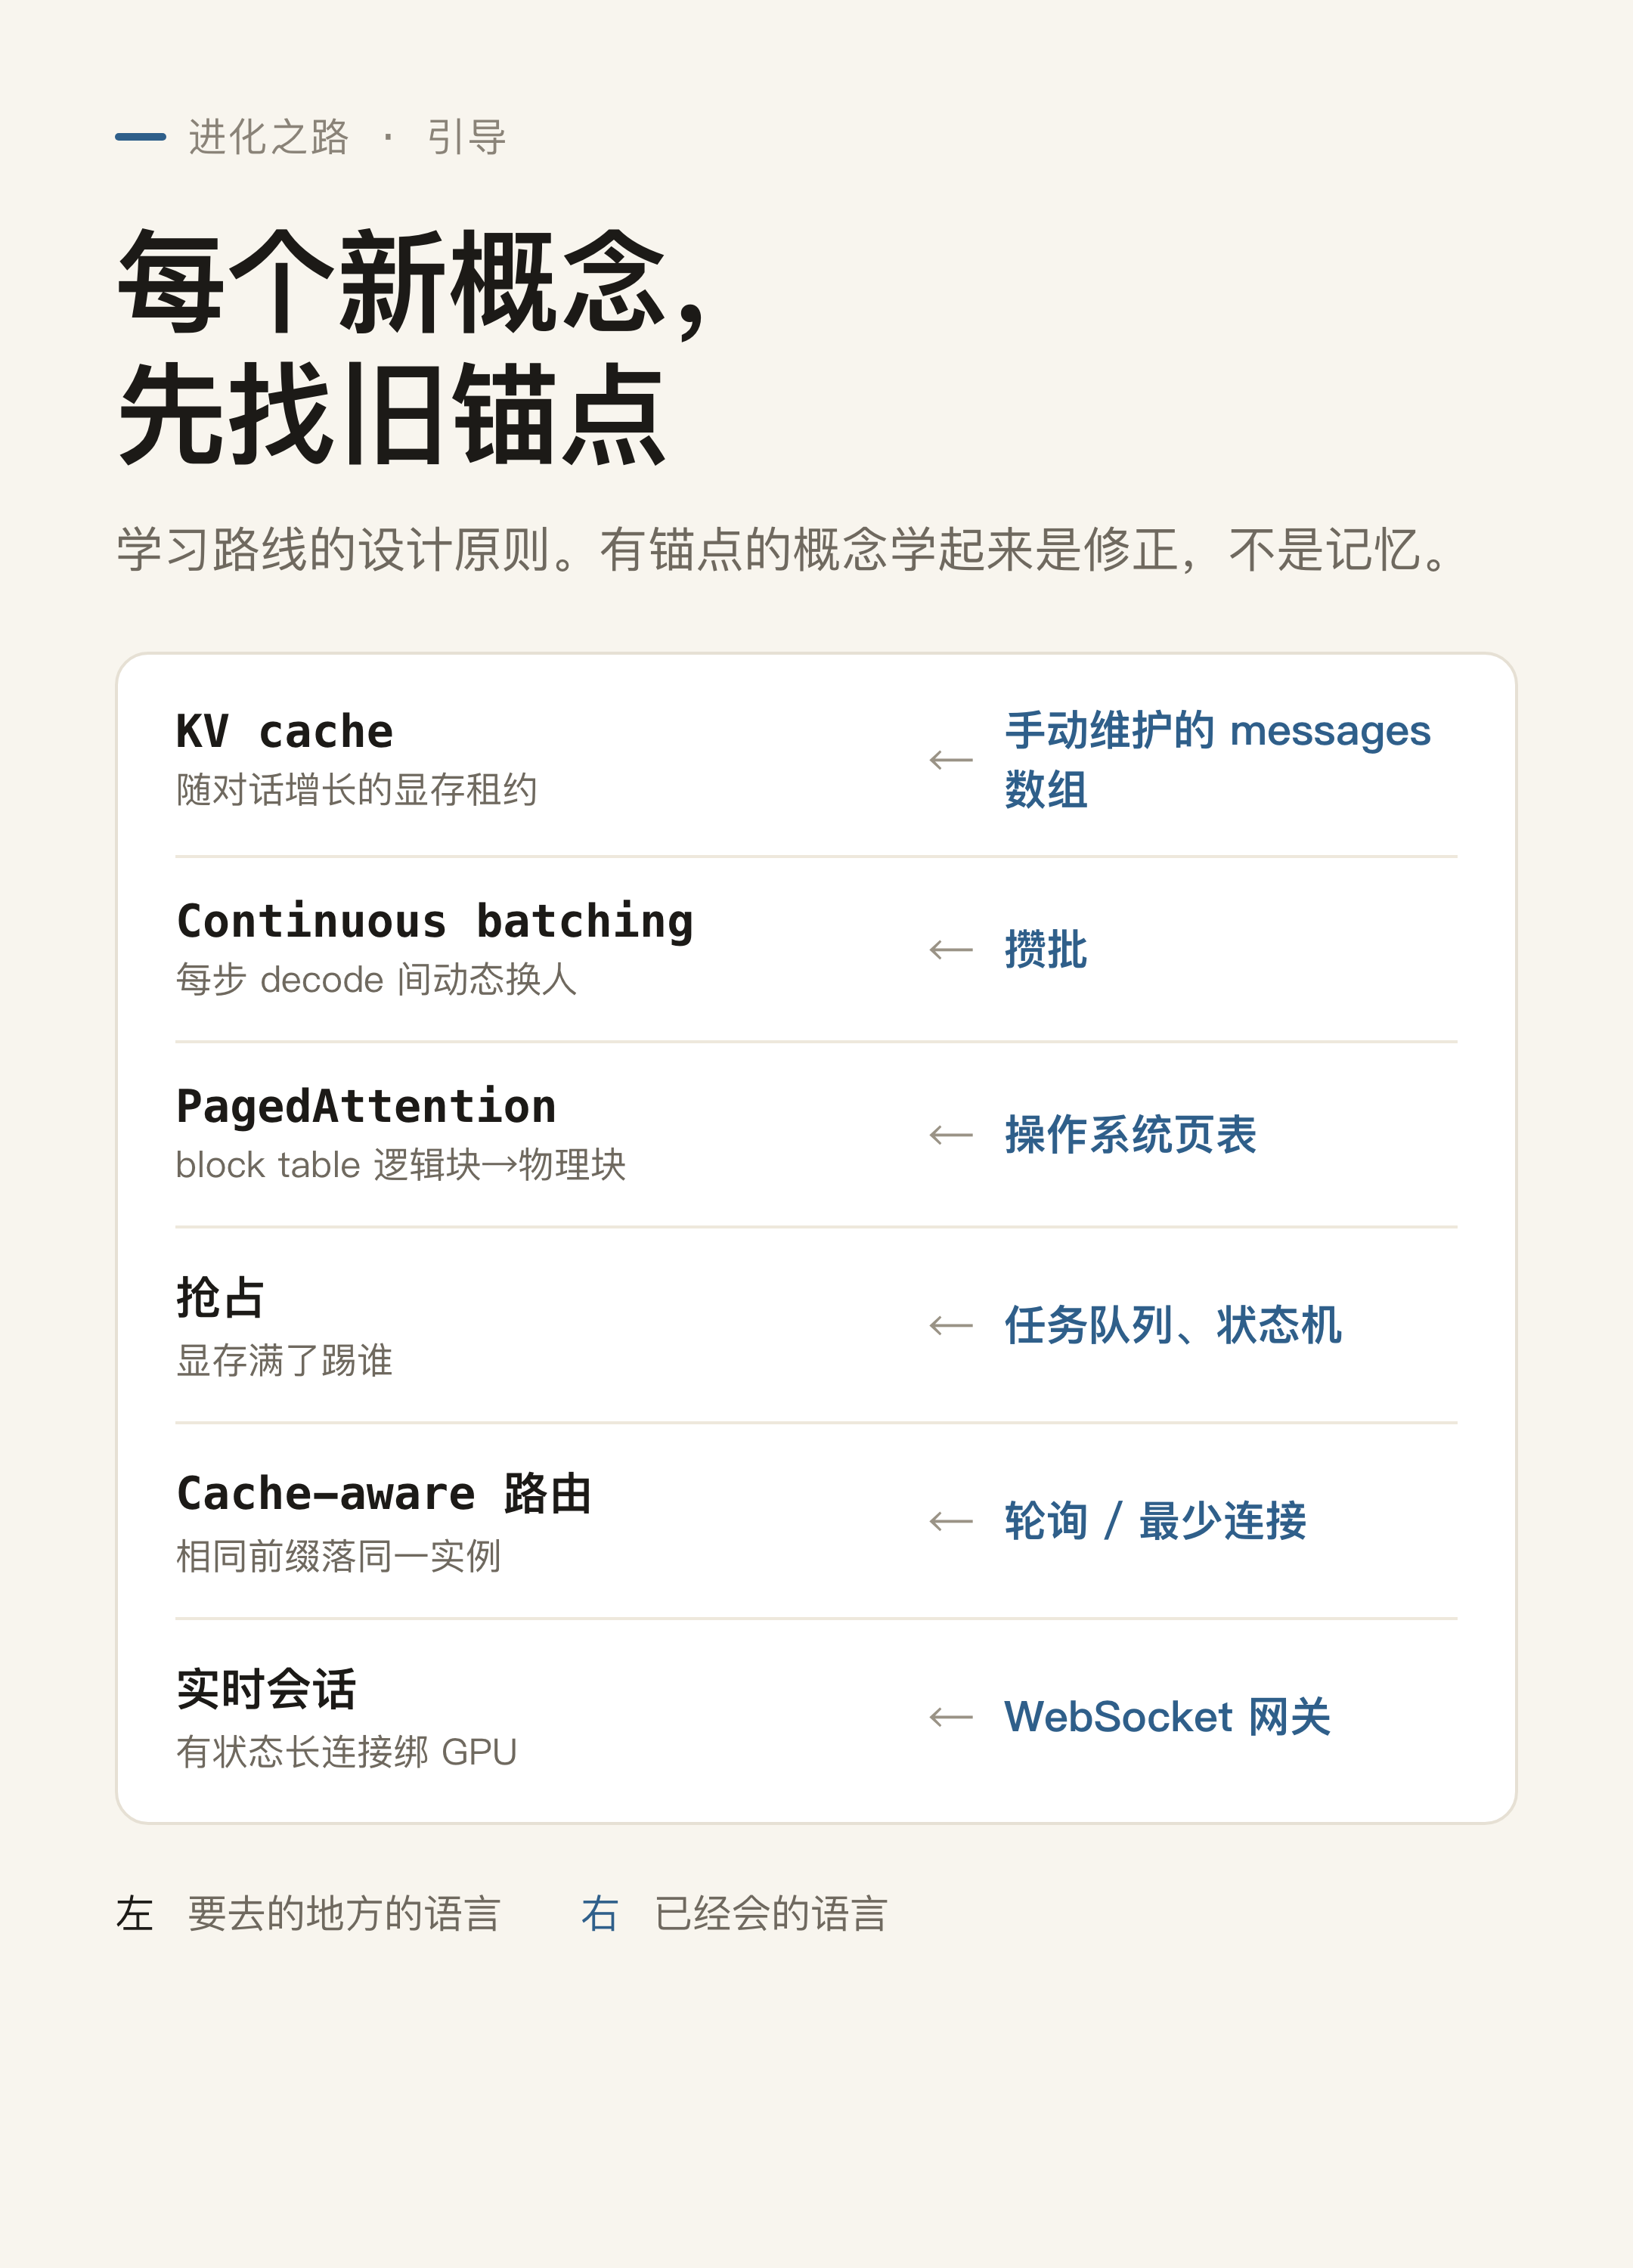 进化之路 · 引导
每个新概念，
先找旧锚点
学习路线的设计原则。有锚点的概念学起来是修正，不是记忆。
KV cache
随对话增长的显存租约
← 手动维护的 messages
数组
Continuous batching
每步 decode 间动态换人
← 攒批
PagedAttention
block table 逻辑块→物理块
← 操作系统页表
抢占
显存满了踢谁
← 任务队列、状态机
Cache-aware 路由
相同前缀落同一实例
← 轮询 / 最少连接
实时会话
有状态长连接绑 GPU
← WebSocket 网关
左 要去的地方的语言 右 已经会的语言